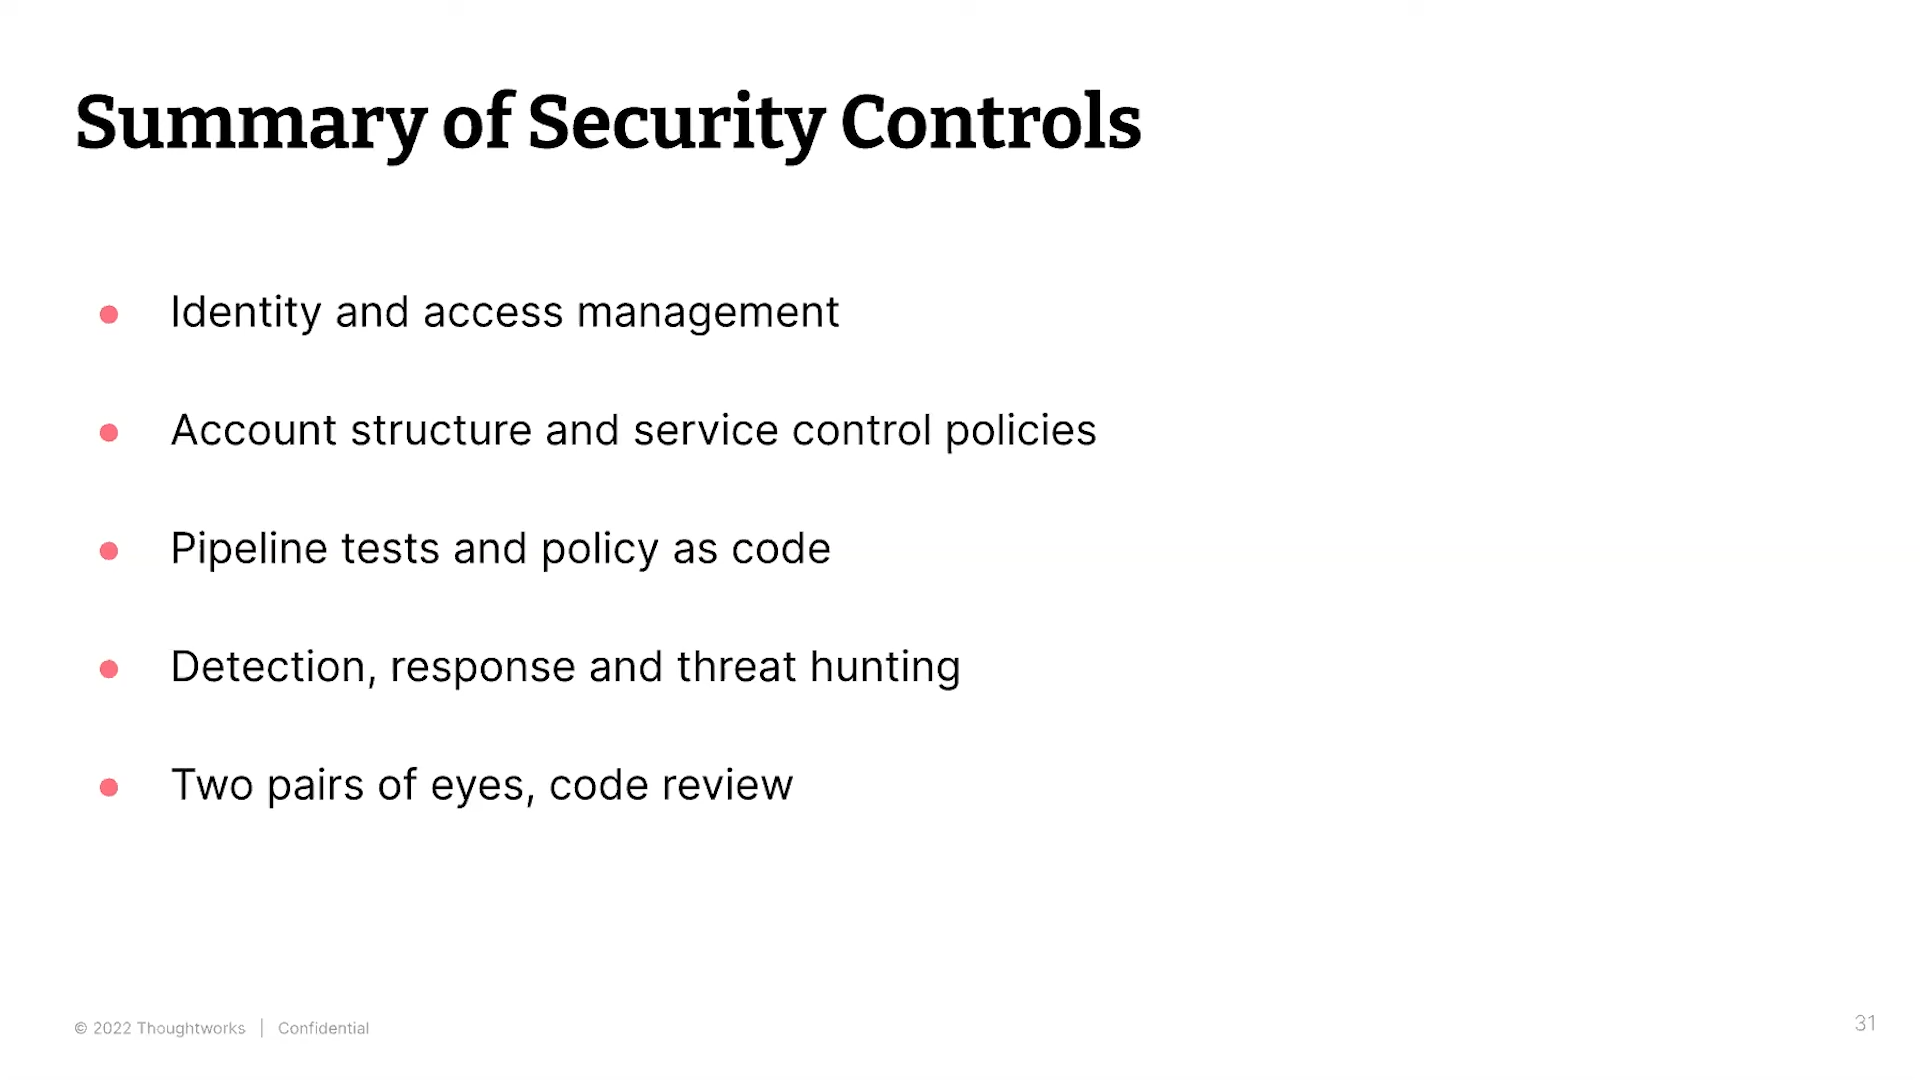 Summary of Security Controls
● Identity and access management
● Account structure and service control policies
● Pipeline tests and policy as code
● Detection, response and threat hunting
● Two pairs of eyes, code review
© 2022 Thoughtworks | Confidential
31